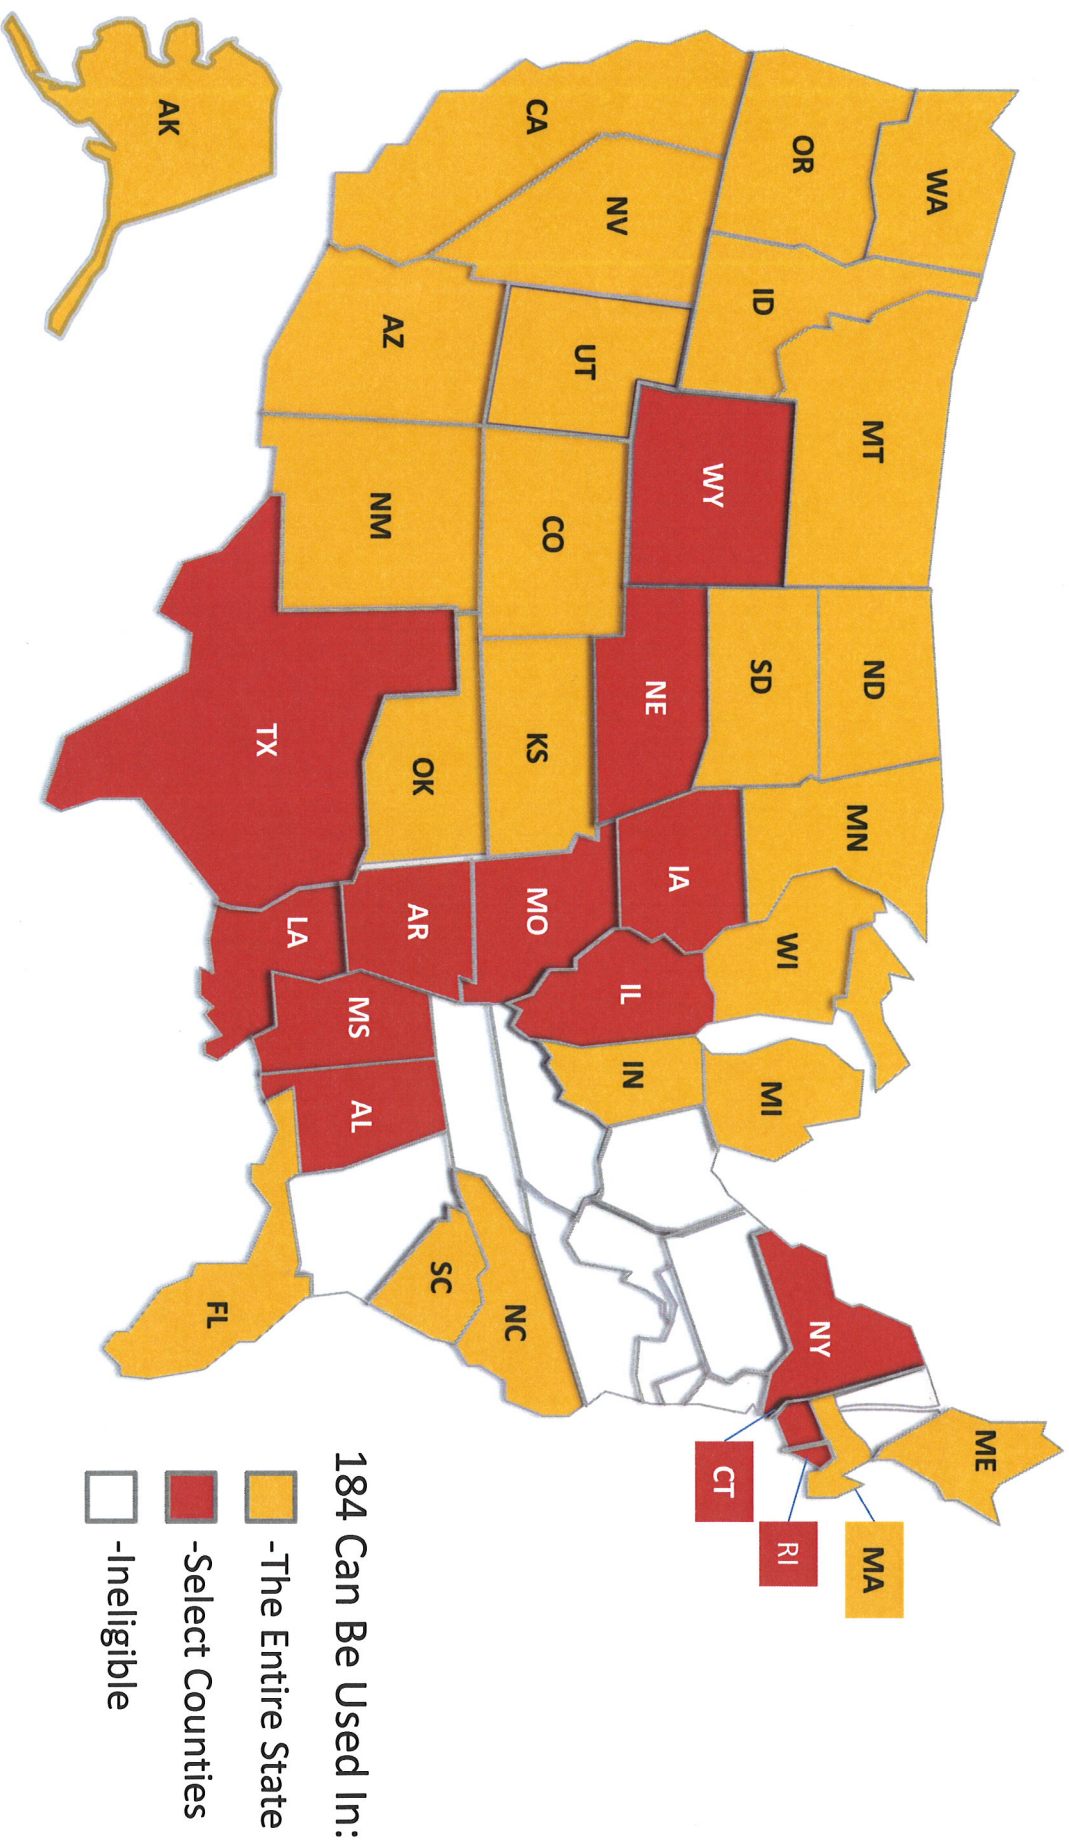 WA
OR
CA
NV
ID
MT
WY
UT
AZ
CO
NM
ND
SD
NE
KS
OK
TX
MN
IA
MO
AR
LA
WI
IL
MS
MI
IN
AL
FL
SC
NC
NY
ME
MA
RI
CT
AK
184 Can Be Used In:
-The Entire State
-Select Counties
-Ineligible